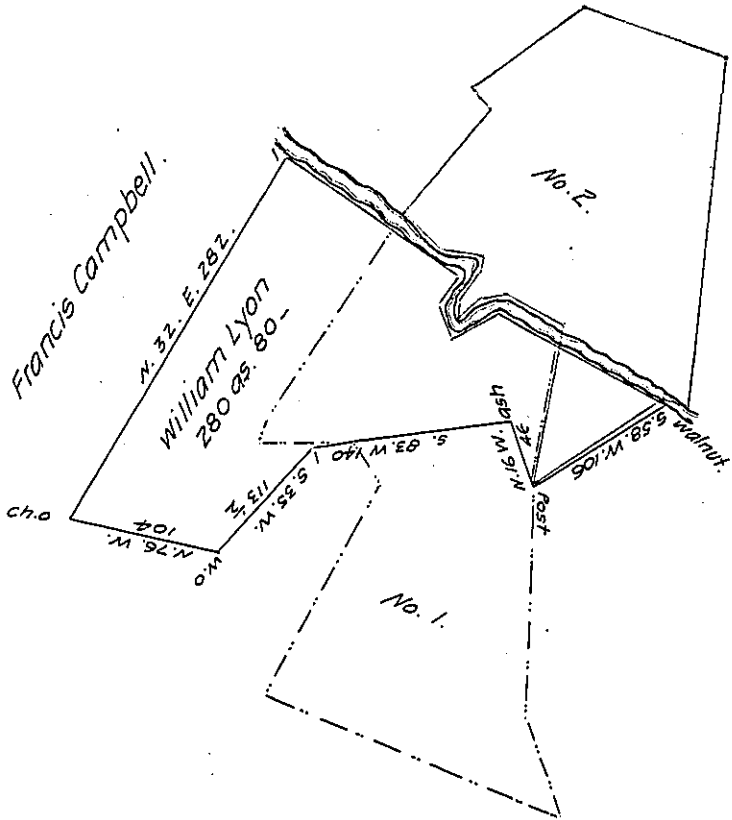 Francis Campbell.
N. 32. E. 282.
William Lyon
280 as. 80-
No. 2.
N. 76. W.
104
W.O
S. 35. W.
113 1/2
S. 83. W 140
N. 16 W.
46
ash
Post
S. 58. W. 106
Walnut.
No. 1.